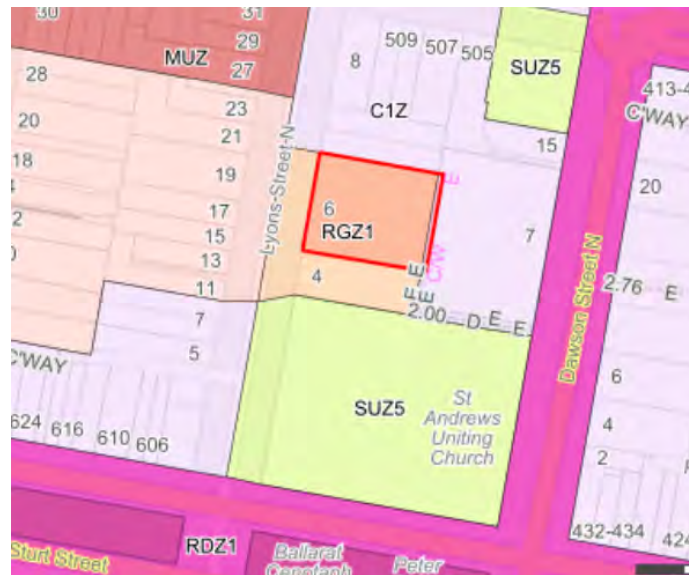 30
31
29
MUZ
27
28
23
20
21
18
19
17
2
15
13
11
7
5
C'WAY
624
616
610
606
Lyons-Street-N
509
507
505
8
C1Z
SUZ5
15
6
RGZ1
4
7
E
C/W
E
E
2.00
D
E
E
SUZ5
St
Andrews
Uniting
Church
Dawson Street N
413-4
C'WAY
20
2.76
E
6
4
2
432-434
424
RDZ1
Sturt Street
Ballarat
Cenotaph
Peter